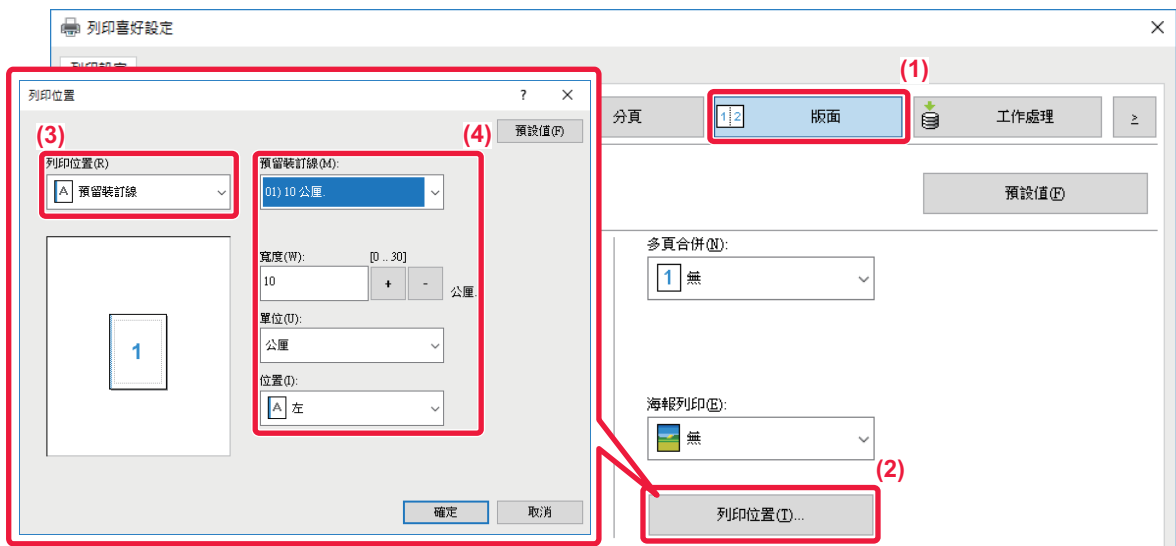 列印喜好設定
列印設定
(1)
列印位置
(3)
(4)
預設值(F)
列印位置(R)
A 預留裝訂線
預留裝訂線(M):
01) 10 公厘.
寬度(W): [0 .. 30]
10 + - 公厘.
單位(U):
公厘
位置(I):
A 左
1
確定 取消
分頁
1 2 版面
工作處理
≥
預設值(F)
多頁合併(N):
1 無
海報列印(E):
無
(2)
列印位置(T)...